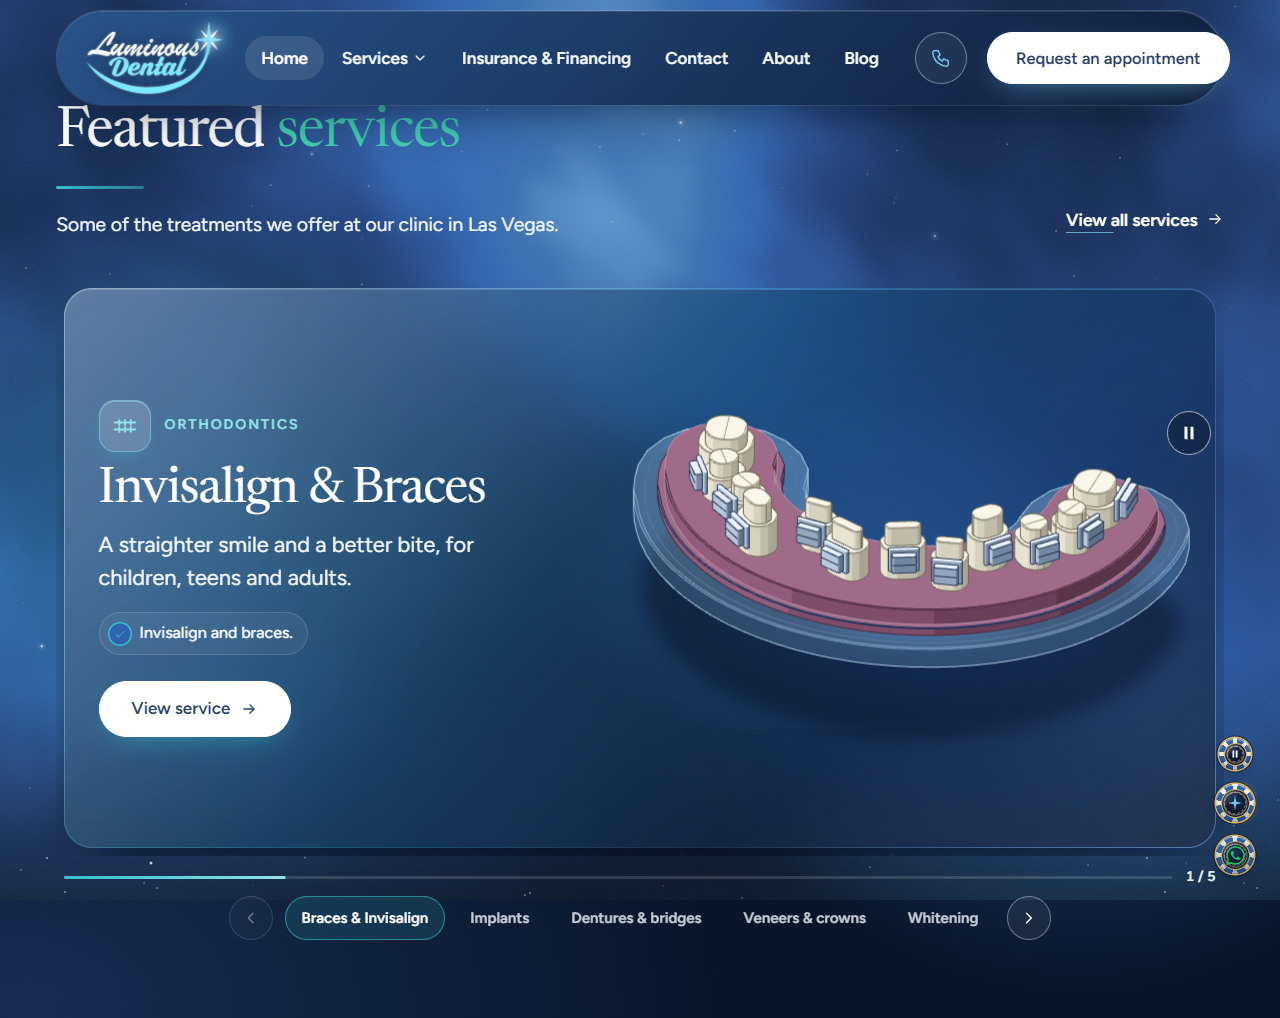 Luminous
Dental
Home
Services
Insurance & Financing
Contact
About
Blog
Request an appointment
Featured services
Some of the treatments we offer at our clinic in Las Vegas.
View all services
ORTHODONTICS
Invisalign & Braces
A straighter smile and a better bite, for
children, teens and adults.
Invisalign and braces.
View service
1 / 5
Braces & Invisalign
Implants
Dentures & bridges
Veneers & crowns
Whitening